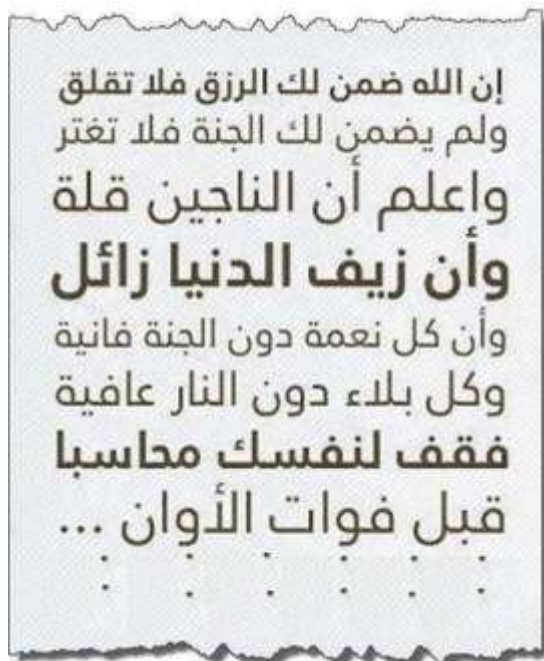 إن الله ضمن لك الرزق فلا تقلق
ولم يضمن لك الجنة فلا تغتر
واعلم أن الناجين قلة
وأن زيف الدنيا زائل
وأن كل نعمة دون الجنة فانية
وكل بلاء دون النار عافية
فقف لنفسك محاسبا
قبل فوات الأوان ...